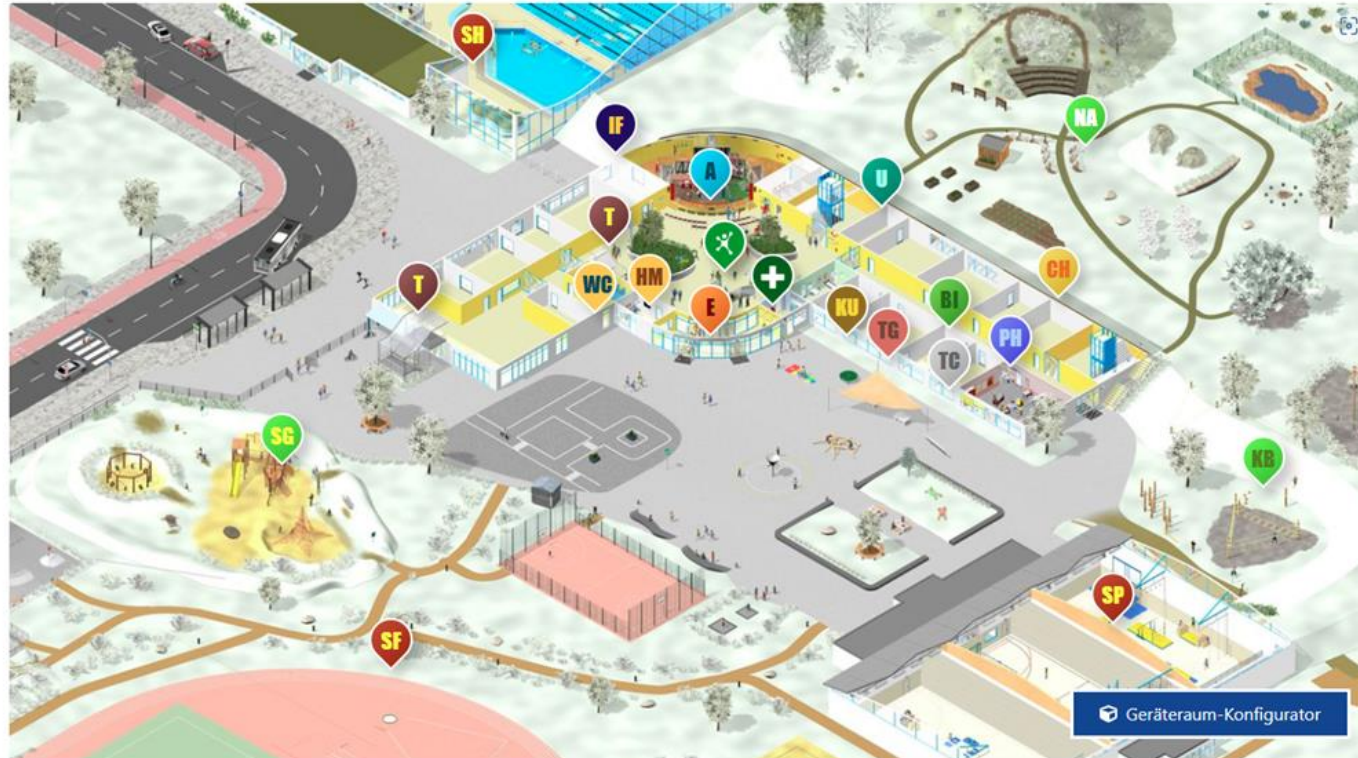 SH
IF
NA
A
U
T
WC
HM
E
KU
TG
BI
TC
PH
CH
T
SG
KB
SP
SF
Geräteraum-Konfigurator